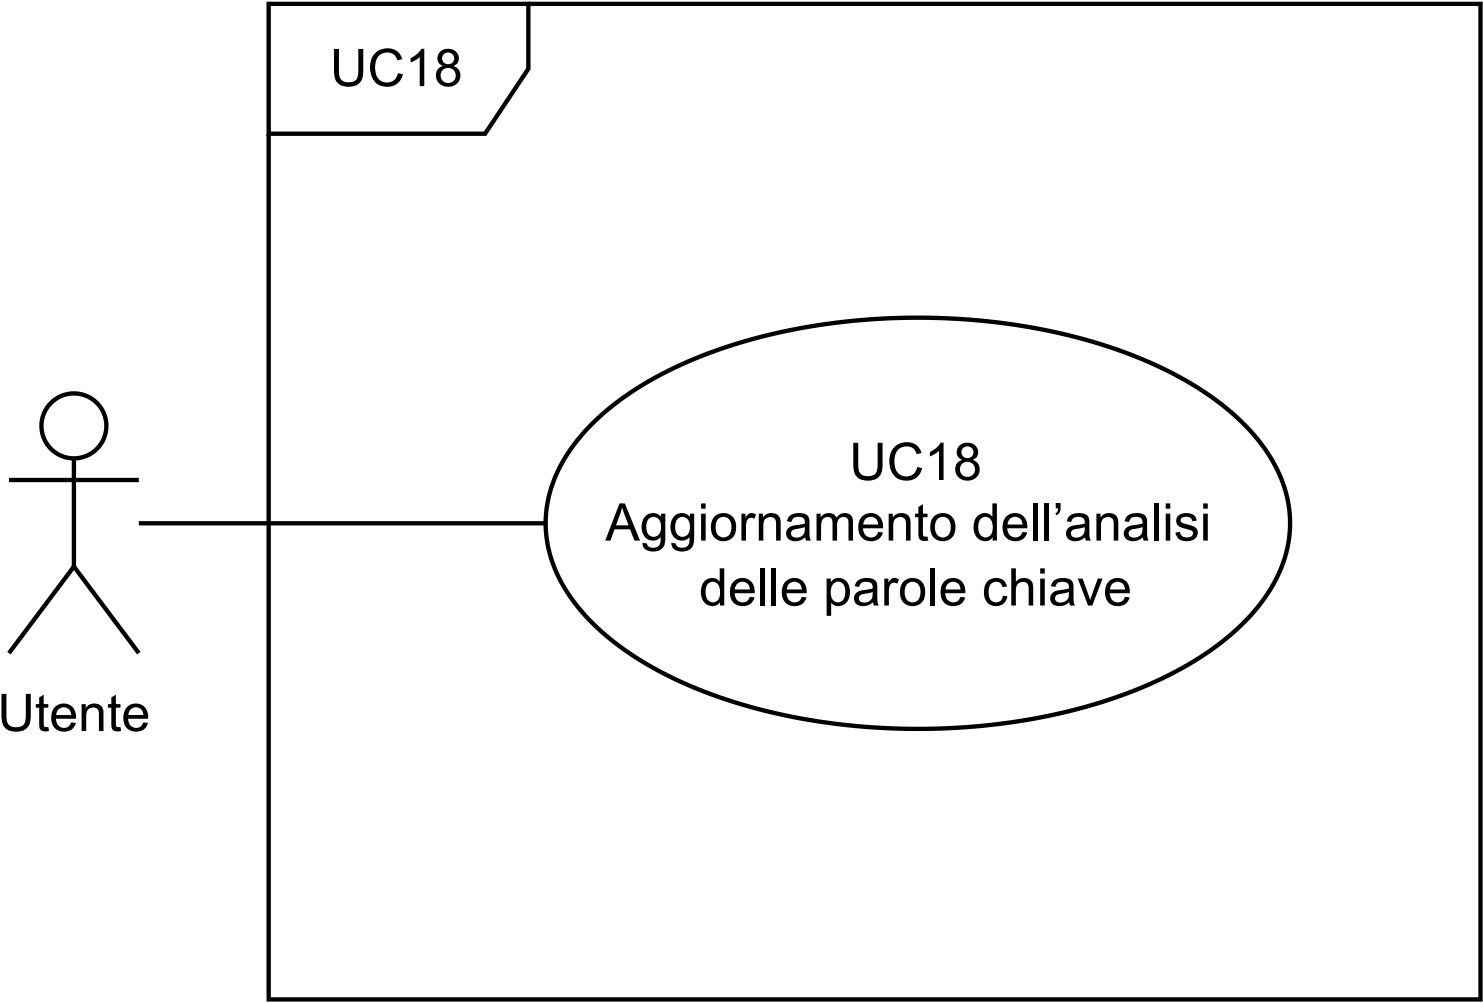 UC18
UC18
Aggiornamento dell’analisi
delle parole chiave
Utente